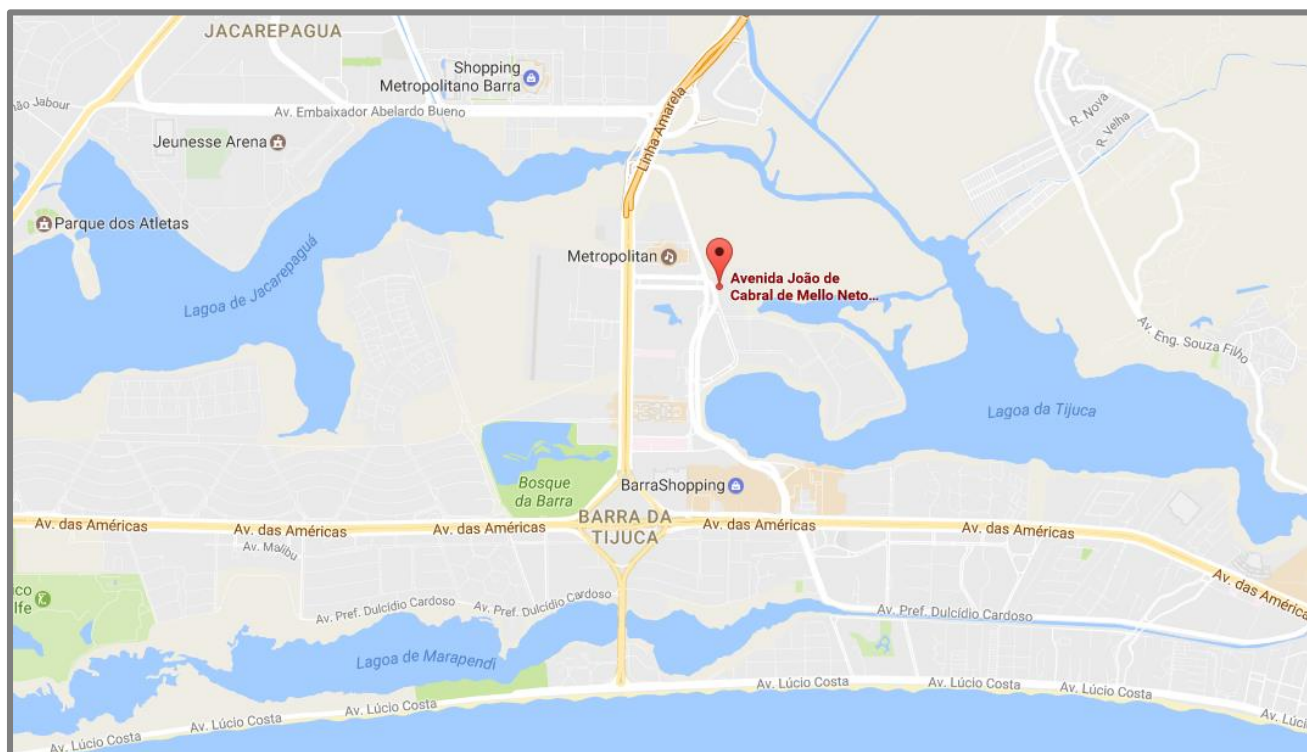 JACAREPAGUA
Shopping
Metropolitano Barra
Jabour
Av. Embaixador Abelardo Bueno
Linha Amarela
R. Nova
R. Velha
Jeunesse Arena
Parque dos Atletas
Lagoa de Jacarepaguá
Metropolitan
Avenida João de
Cabral de Mello Neto...
Av. Eng. Souza Filho
Lagoa da Tijuca
Bosque
da Barra
BarraShopping
BARRA DA
TIJUCA
Av. das Américas
Av. das Américas
Av. das Américas
Av. das Américas
Av. das Américas
Av. das América
Av. Malibu
ico
lfe
Av. Pref. Dulcídio Cardoso
Av. Pref. Dulcídio Cardoso
Av. Pref. Dulcídio Cardoso
Lagoa de Marapendi
Av. Lúcio Costa
Av. Lúcio Costa
Av. Lúcio Costa
Av. Lúcio Costa
Av. Lúcio Costa
Av. Lúcio Costa
Av. Lúcio